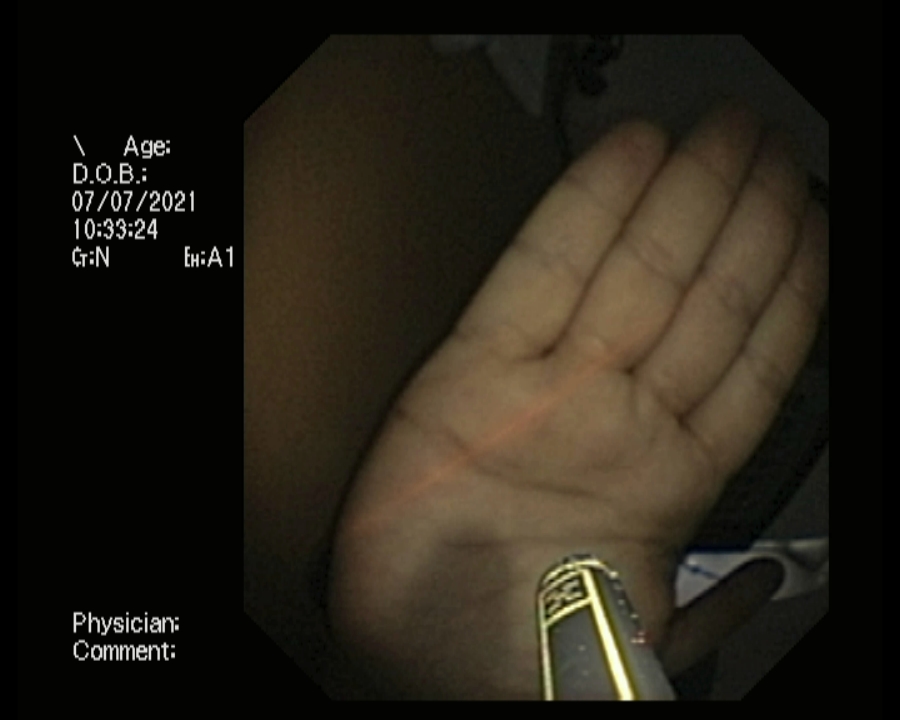 \ Age:
D.O.B.:
07/07/2021
10:33:24
Cr:N EH:A1
Physician:
Comment: